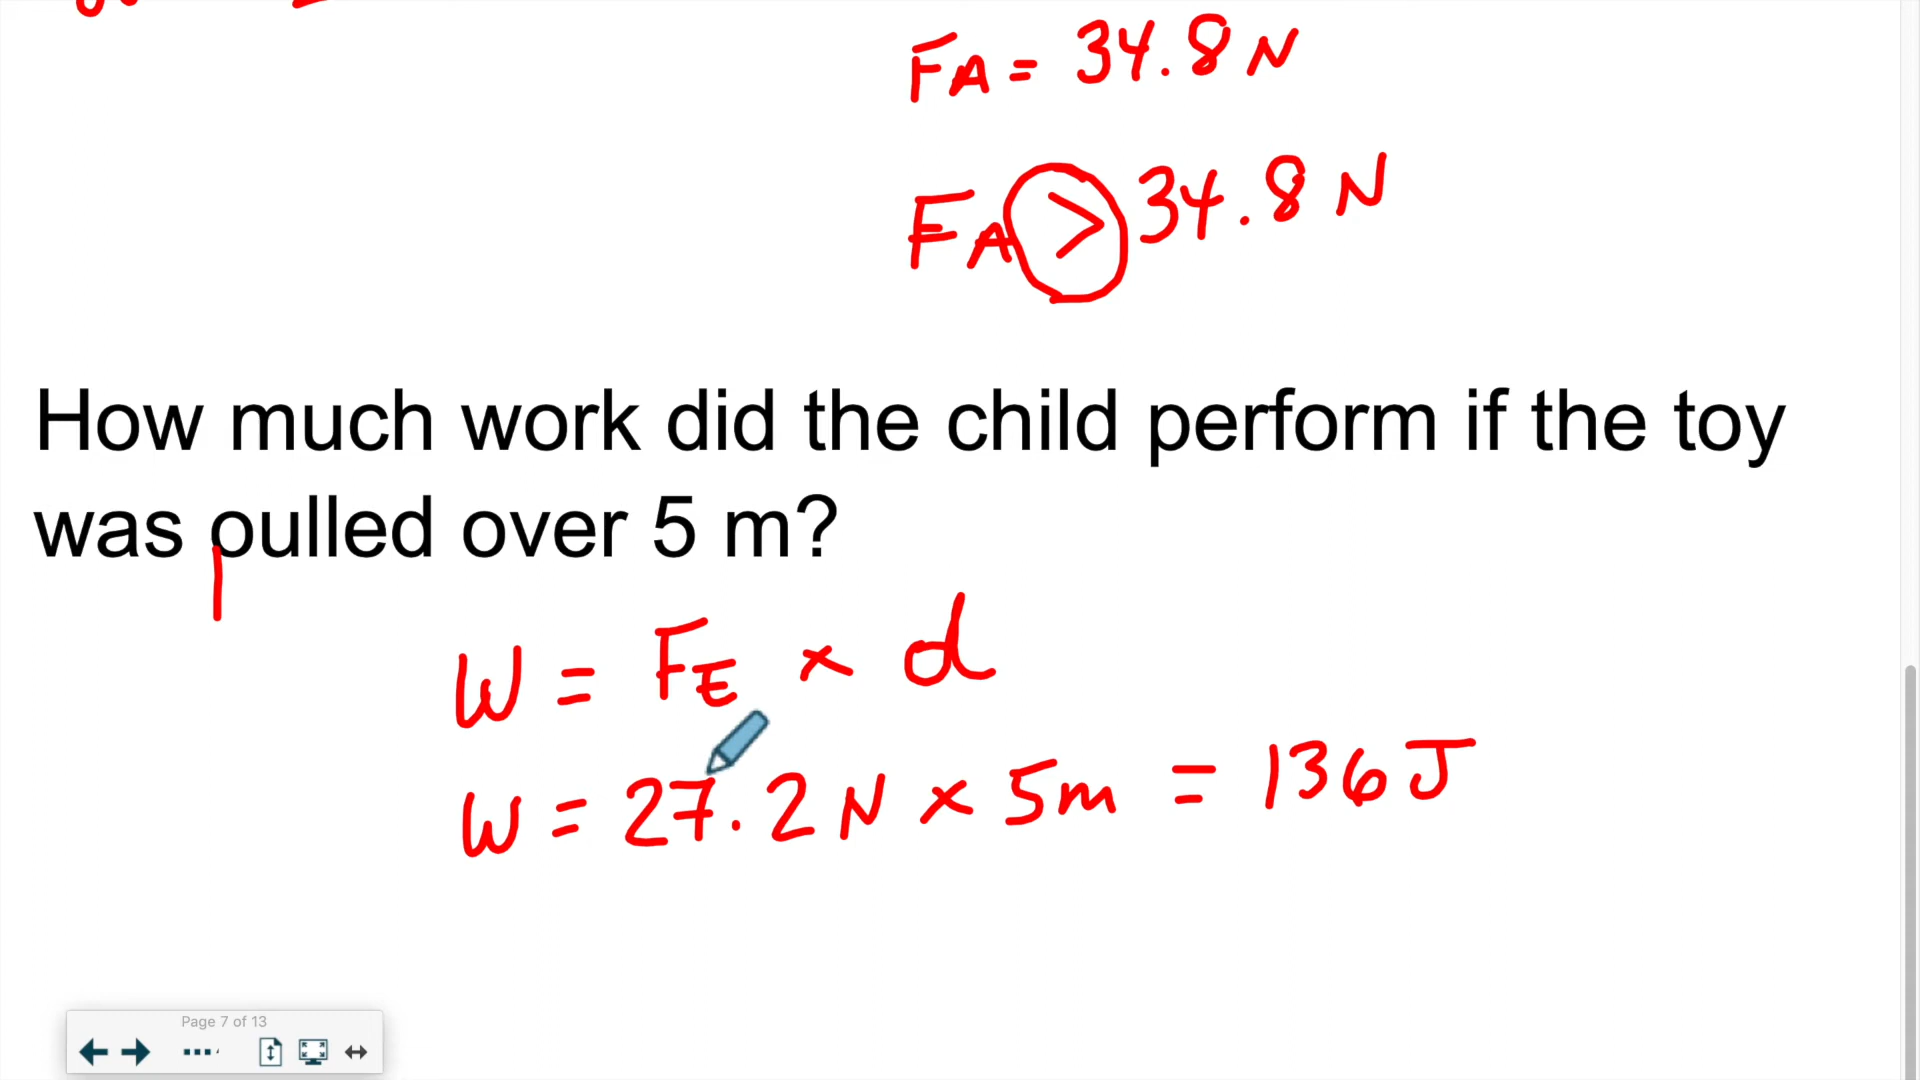 FA = 34.8 N
FA > 34.8 N
How much work did the child perform if the toy
was pulled over 5 m?
W = FE × d
W = 27.2 N × 5m = 136 J
Page 7 of 13